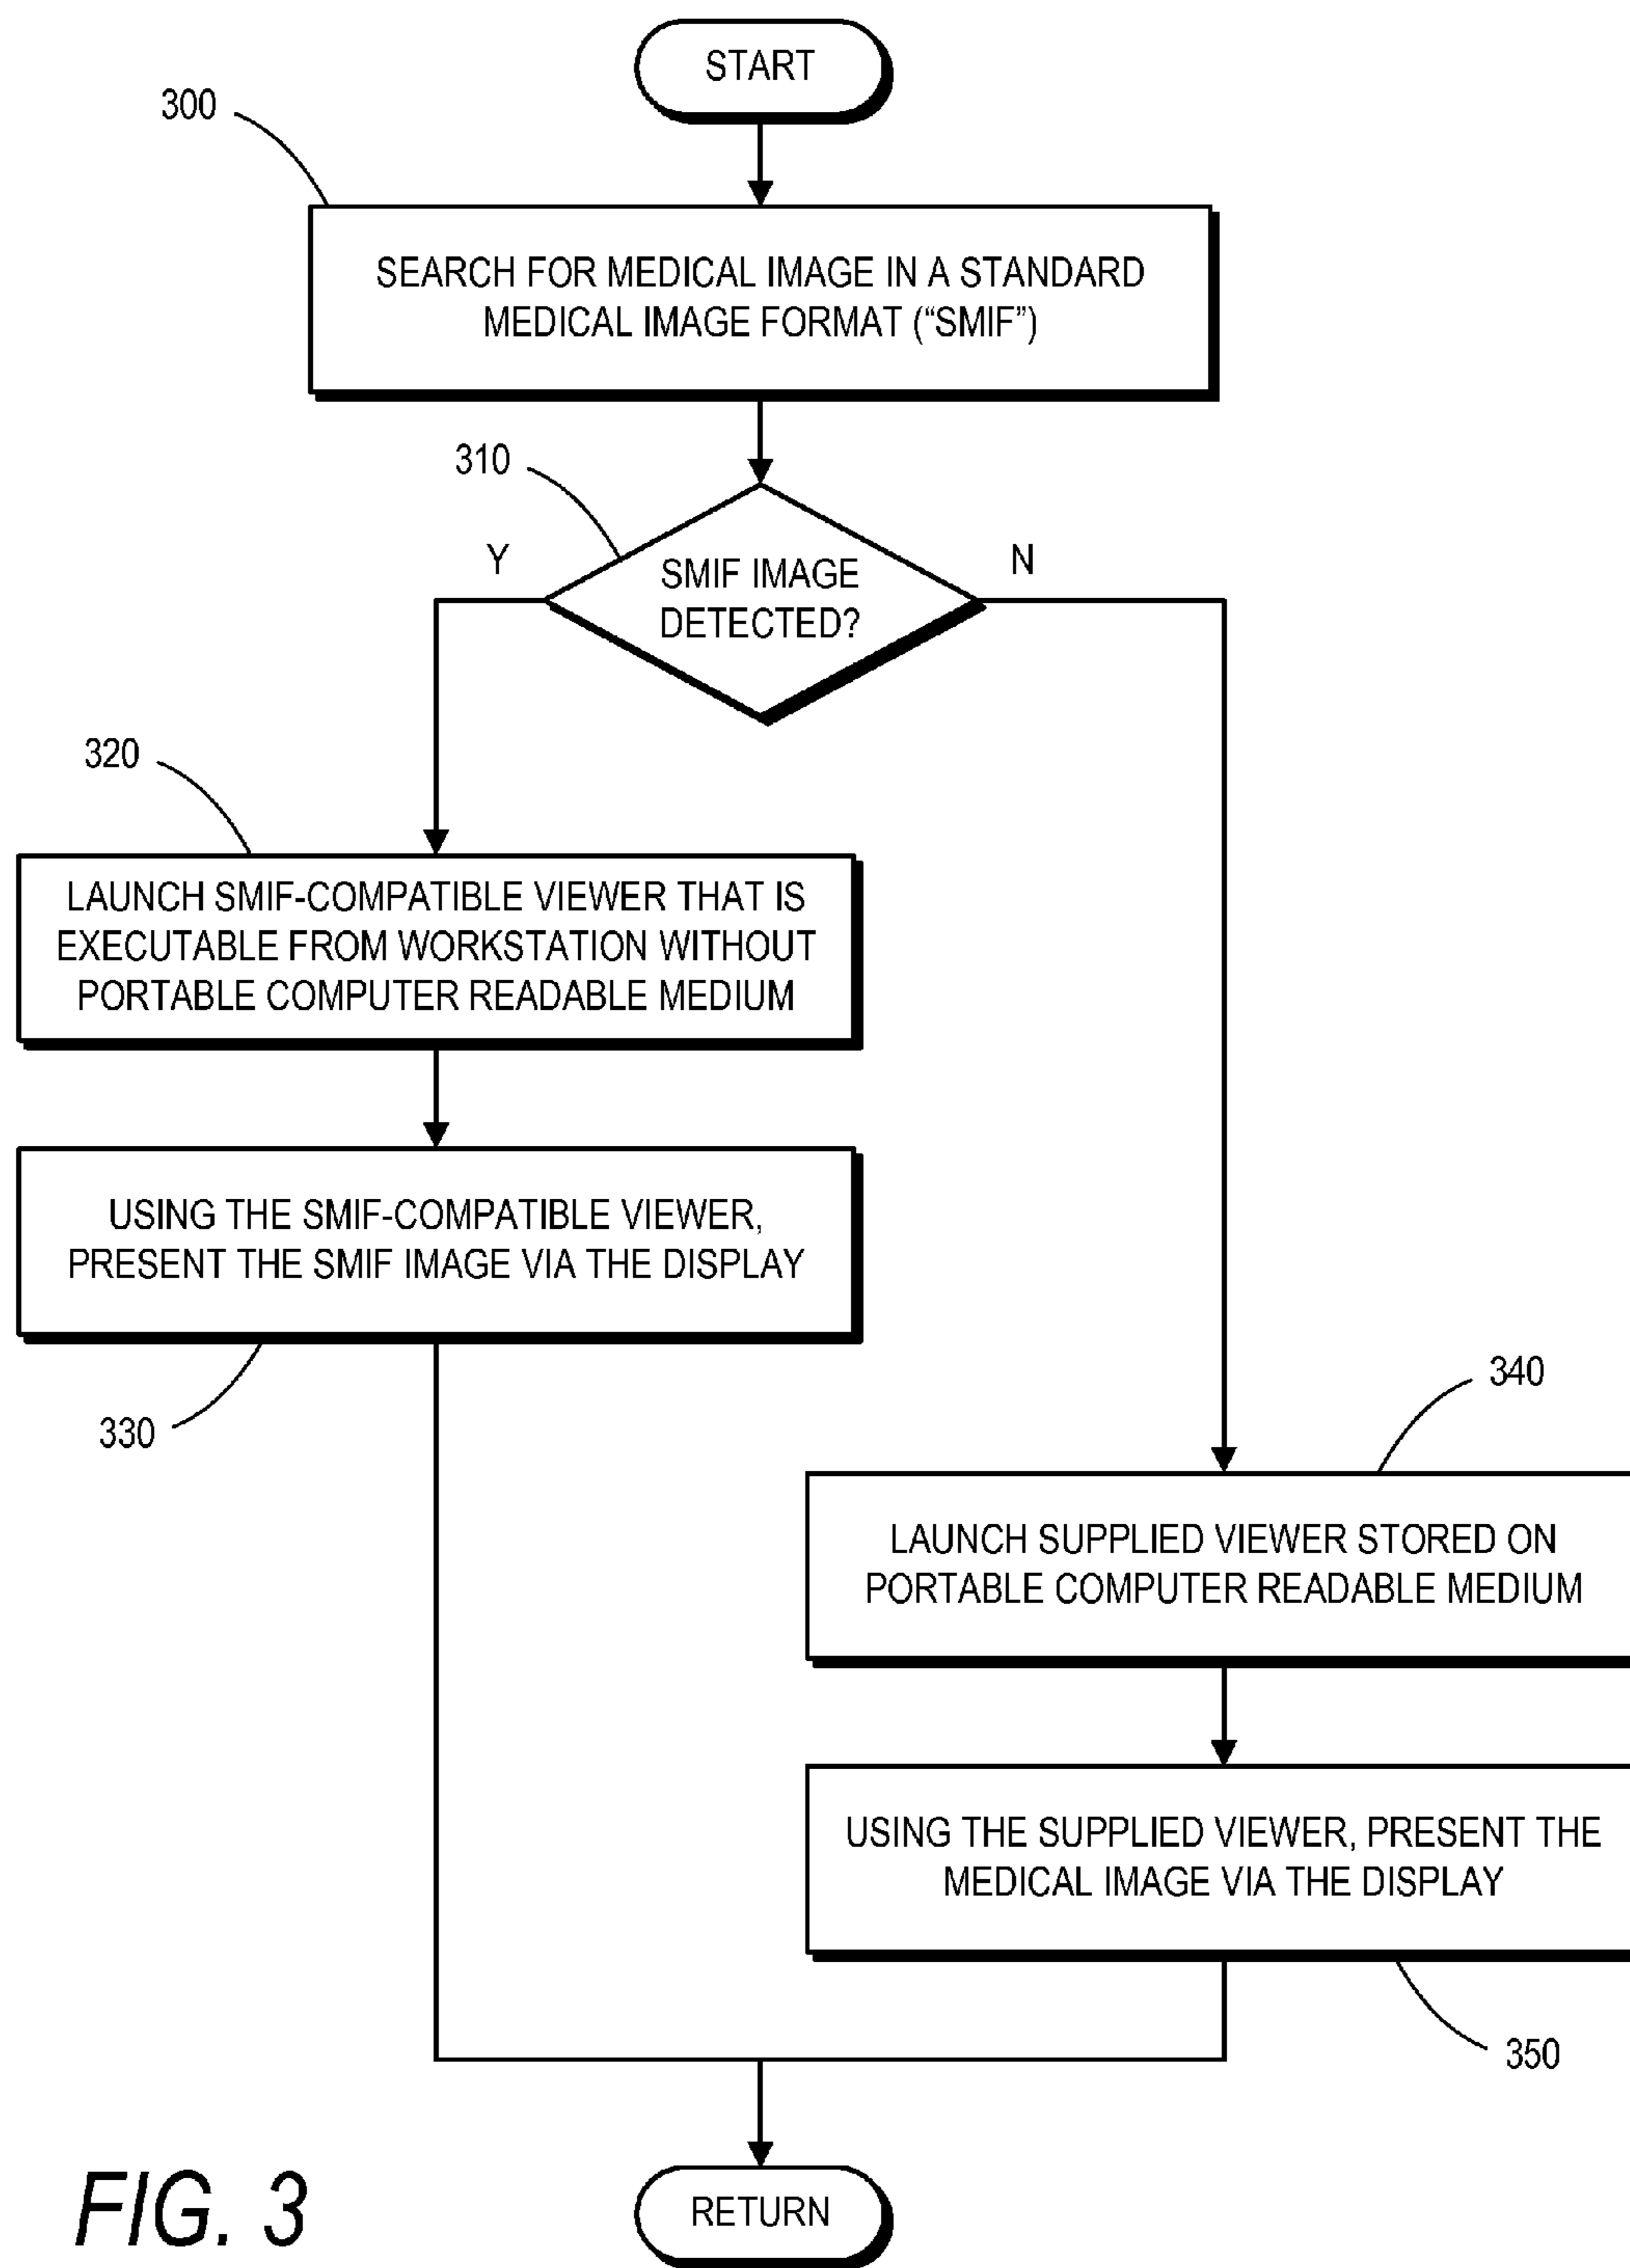 START
300
SEARCH FOR MEDICAL IMAGE IN A STANDARD
MEDICAL IMAGE FORMAT (“SMIF”)
310
Y
SMIF IMAGE
DETECTED?
N
320
LAUNCH SMIF-COMPATIBLE VIEWER THAT IS
EXECUTABLE FROM WORKSTATION WITHOUT
PORTABLE COMPUTER READABLE MEDIUM
USING THE SMIF-COMPATIBLE VIEWER,
PRESENT THE SMIF IMAGE VIA THE DISPLAY
330
340
LAUNCH SUPPLIED VIEWER STORED ON
PORTABLE COMPUTER READABLE MEDIUM
USING THE SUPPLIED VIEWER, PRESENT THE
MEDICAL IMAGE VIA THE DISPLAY
350
RETURN
FIG. 3